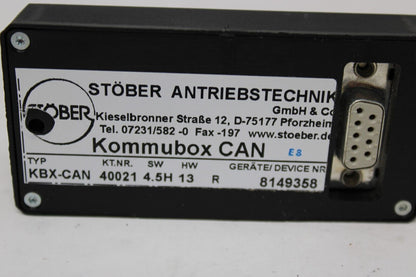 STÖBER
STÖBER ANTRIEBSTECHNIK
GmbH & Co
Kieselbronner Straße 12, D-75177 Pforzheim
Tel. 07231/582 -0 Fax -197 www.stoeber.de
Kommubox CAN E8
TYP KT.NR. SW HW GERÄTE/DEVICE NR
KBX-CAN 40021 4.5H 13 R 8149358